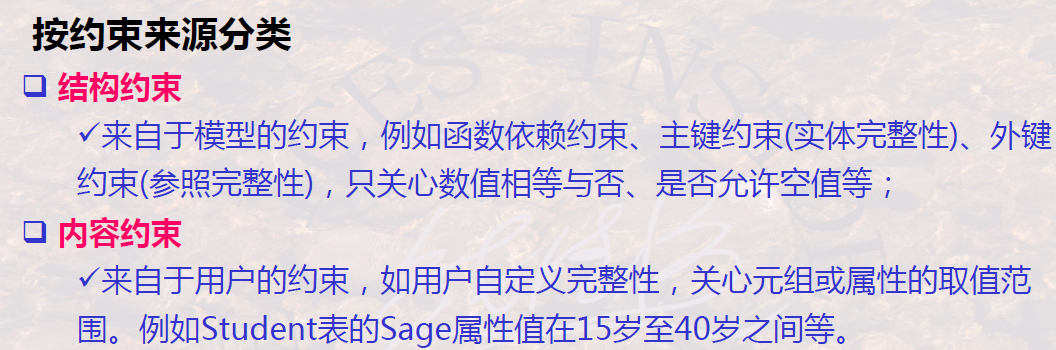 按约束来源分类
结构约束
✓来自于模型的约束，例如函数依赖约束、主键约束(实体完整性)、外键
约束(参照完整性)，只关心数值相等与否、是否允许空值等；
内容约束
✓来自于用户的约束，如用户自定义完整性，关心元组或属性的取值范
围。例如Student表的Sage属性值在15岁至40岁之间等。